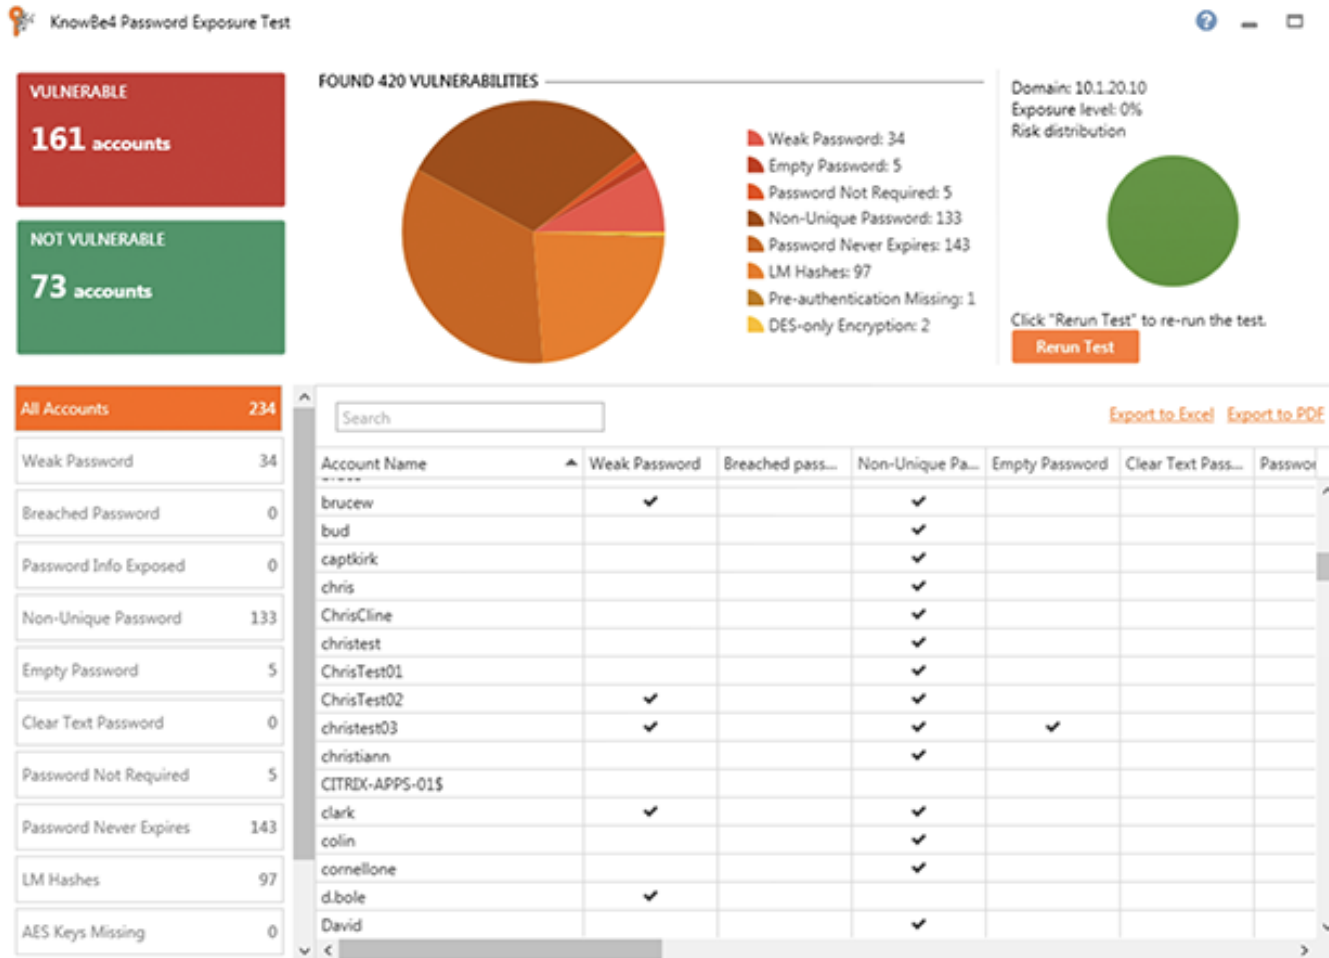 KnowBe4 Password Exposure Test
VULNERABLE
161 accounts
NOT VULNERABLE
73 accounts
FOUND 420 VULNERABILITIES
Weak Password: 34
Empty Password: 5
Password Not Required: 5
Non-Unique Password: 133
Password Never Expires: 143
LM Hashes: 97
Pre-authentication Missing: 1
DES-only Encryption: 2
Domain: 10.1.20.10
Exposure level: 0%
Risk distribution
Click "Rerun Test" to re-run the test.
Rerun Test
All Accounts 234
Weak Password 34
Breached Password 0
Password Info Exposed 0
Non-Unique Password 133
Empty Password 5
Clear Text Password 0
Password Not Required 5
Password Never Expires 143
LM Hashes 97
AES Keys Missing 0
Search
Export to Excel Export to PDF
Account Name Weak Password Breached pass... Non-Unique Pa... Empty Password Clear Text Pass... Passwor
brucew
bud
captkirk
chris
ChrisCline
christest
ChrisTest01
ChrisTest02
christest03
christiann
CITRIX-APPS-01$
clark
colin
cornellone
d.bole
David